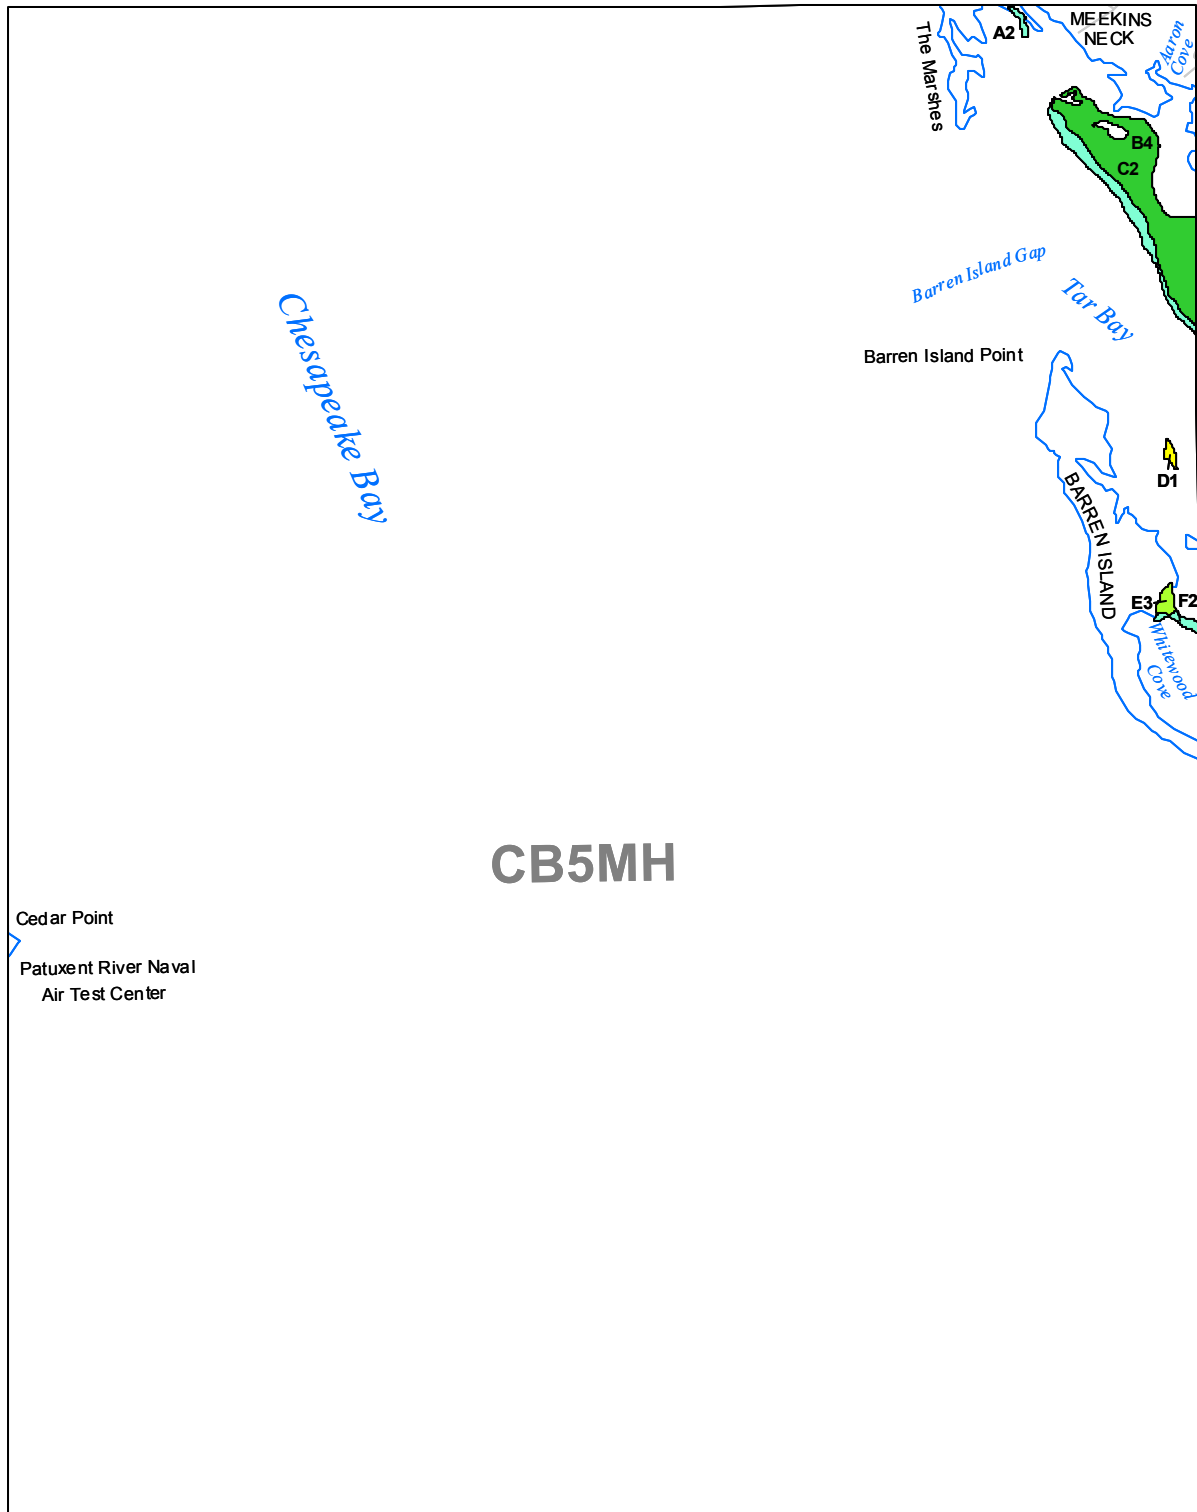 MEEKINS
NECK
A2
The Marshes
Aaron
Cove
B4
C2
Barren Island Gap
Tar Bay
Chesapeake Bay
Barren Island Point
D1
BARREN ISLAND
E3
F2
Whitewood
Cove
CB5MH
Cedar Point
Patuxent River Naval
Air Test Center